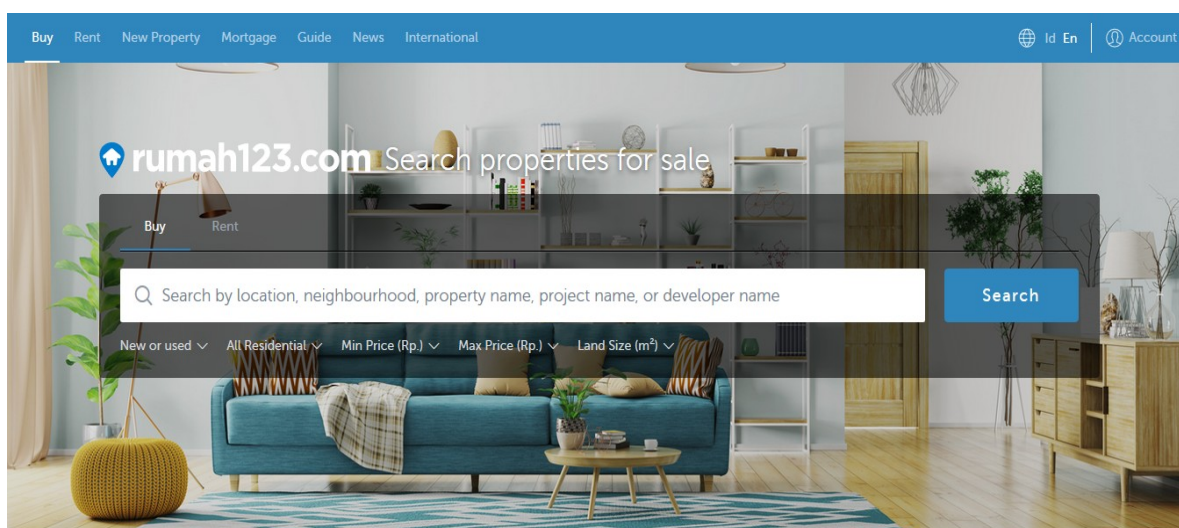 Buy Rent New Property Mortgage Guide News International Id En Account
rumah123.com Search properties for sale
Buy Rent
Search by location, neighbourhood, property name, project name, or developer name Search
New or used All Residential Min Price (Rp.) Max Price (Rp.) Land Size (m²)